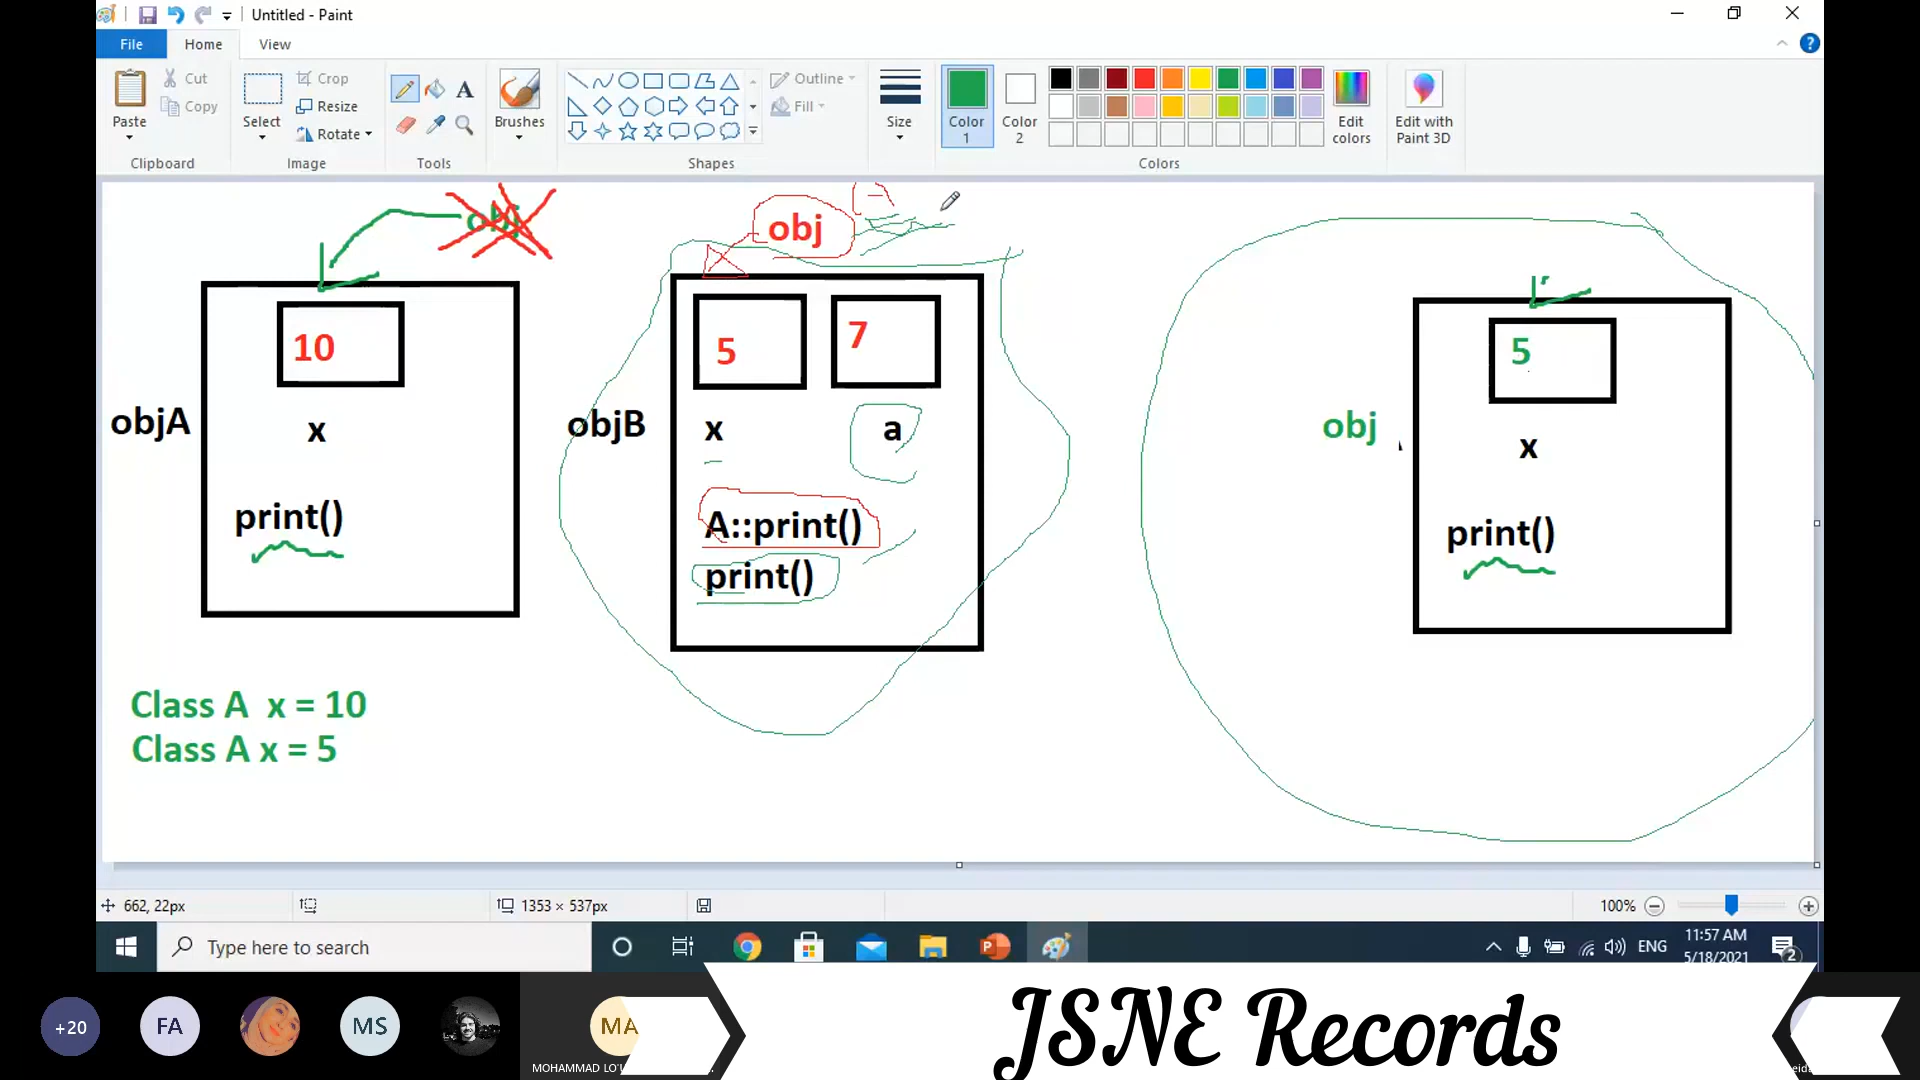 Untitled - Paint
File Home View
Paste Cut Copy Clipboard
Select Crop Resize Rotate Image
Tools
Brushes
Shapes Outline Fill
Size
Color 1
Color 2
Edit colors
Colors
Edit with Paint 3D
obj
obj
10
5 7
5
objA x
objB x a
obj x
print()
A::print()
print()
print()
Class A x = 10
Class A x = 5
662, 22px
1353 × 537px
100%
Type here to search
ENG
11:57 AM
5/18/2021
2
+20
FA
MS
MA
MOHAMMAD
JSNE Records